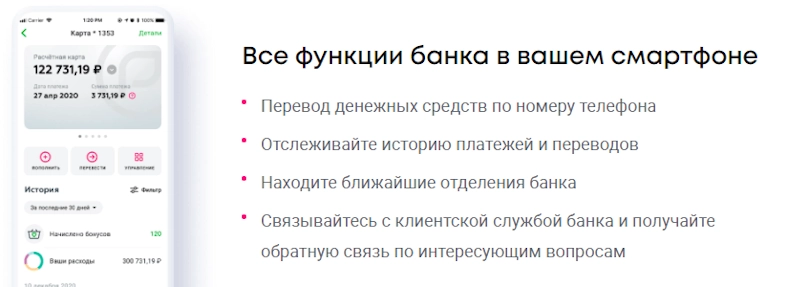 Carrier 1:20 PM 100%
Карта * 1353 Детали
Расчётная карта
122 731,19 ₽
Дата платежа Сумма платежа
27 апр 2020 3 731,19 ₽
ПОПОЛНИТЬ ПЕРЕВЕСТИ УПРАВЛЕНИЕ
История Фильтр
За последние 30 дней
Начислено бонусов 120
Ваши расходы 300 731,19 ₽
10 декабря 2020
Все функции банка в вашем смартфоне
Перевод денежных средств по номеру телефона
Отслеживайте историю платежей и переводов
Находите ближайшие отделения банка
Связывайтесь с клиентской службой банка и получайте
обратную связь по интересующим вопросам